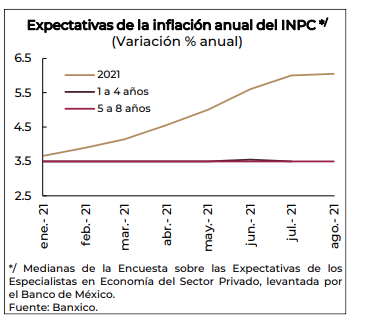 Expectativas de la inflación anual del INPC */
(Variación % anual)
6.5
5.5
4.5
3.5
2.5
2021
1 a 4 años
5 a 8 años
ene.- 21
feb.- 21
mar.- 21
abr.- 21
may.- 21
jun.- 21
jul.- 21
ago.- 21
*/ Medianas de la Encuesta sobre las Expectativas de los
Especialistas en Economía del Sector Privado, levantada por
el Banco de México.
Fuente: Banxico.